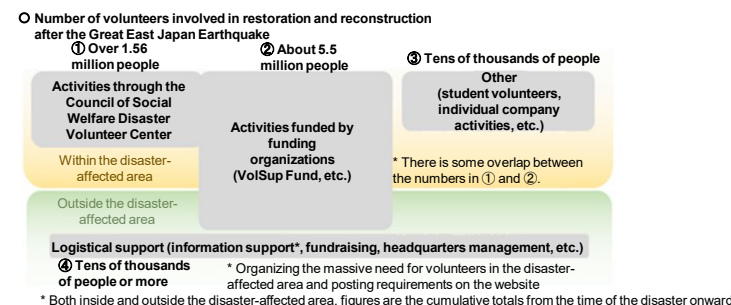 O Number of volunteers involved in restoration and reconstruction
after the Great East Japan Earthquake
① Over 1.56
million people
② About 5.5
million people
③ Tens of thousands of people
Activities through the
Council of Social
Welfare Disaster
Volunteer Center
Activities funded by
funding
organizations
(VolSup Fund, etc.)
Other
(student volunteers,
individual company
activities, etc.)
Within the disaster-
affected area
* There is some overlap between
the numbers in ① and ②.
Outside the disaster-
affected area
Logistical support (information support*, fundraising, headquarters management, etc.)
④ Tens of thousands
of people or more
* Organizing the massive need for volunteers in the disaster-
affected area and posting requirements on the website
* Both inside and outside the disaster-affected area, figures are the cumulative totals from the time of the disaster onward